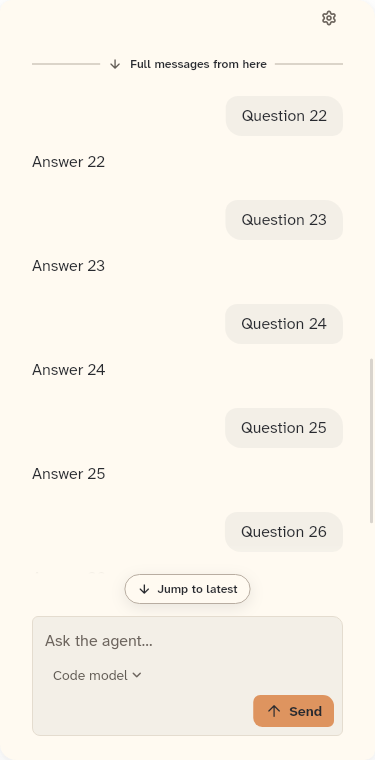 Full messages from here
Question 22
Answer 22
Question 23
Answer 23
Question 24
Answer 24
Question 25
Answer 25
Question 26
Jump to latest
Ask the agent...
Code model
Send